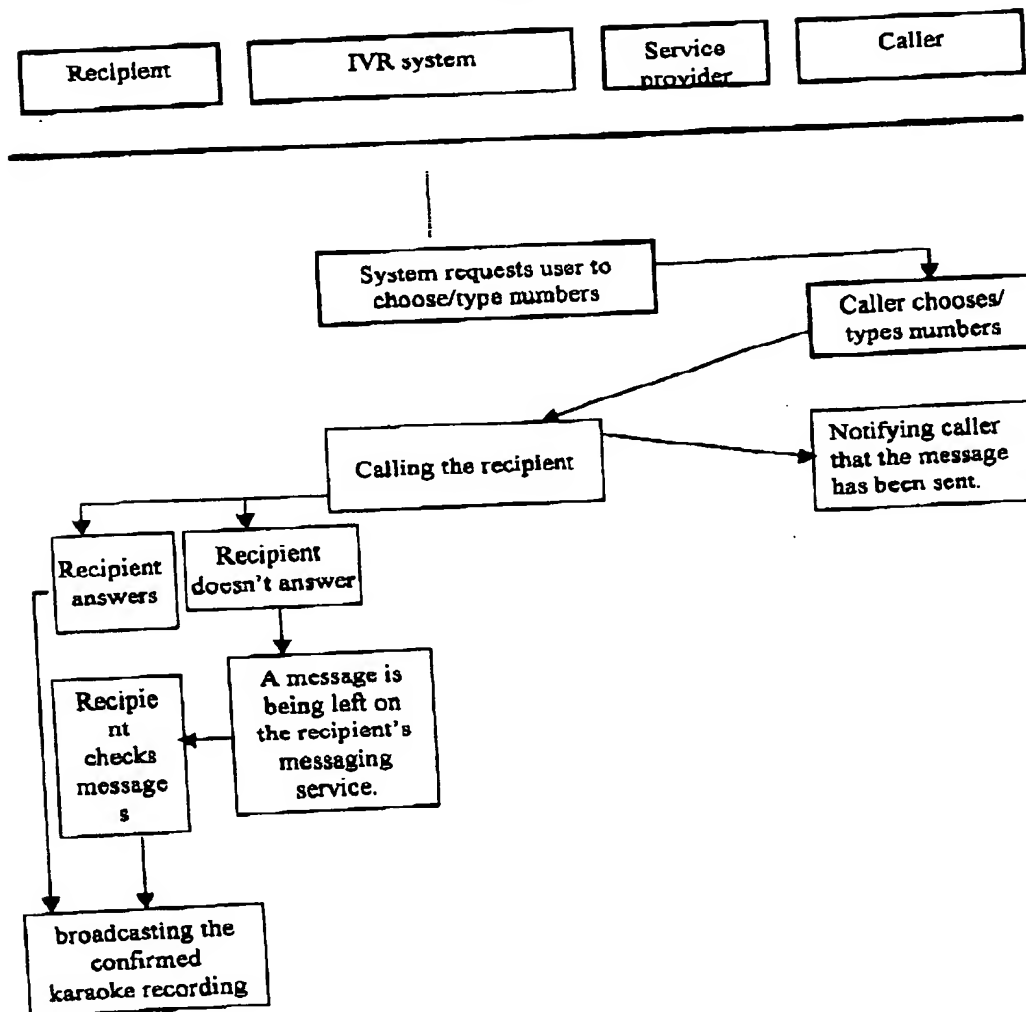 Recipient
IVR system
Service
provider
Caller
System requests user to
choose/type numbers
Caller chooses/
types numbers
Calling the recipient
Notifying caller
that the message
has been sent.
Recipient
answers
Recipient
doesn't answer
A message is
being left on
the recipient's
messaging
service.
Recipie
nt
checks
message
s
broadcasting the
confirmed
karaoke recording